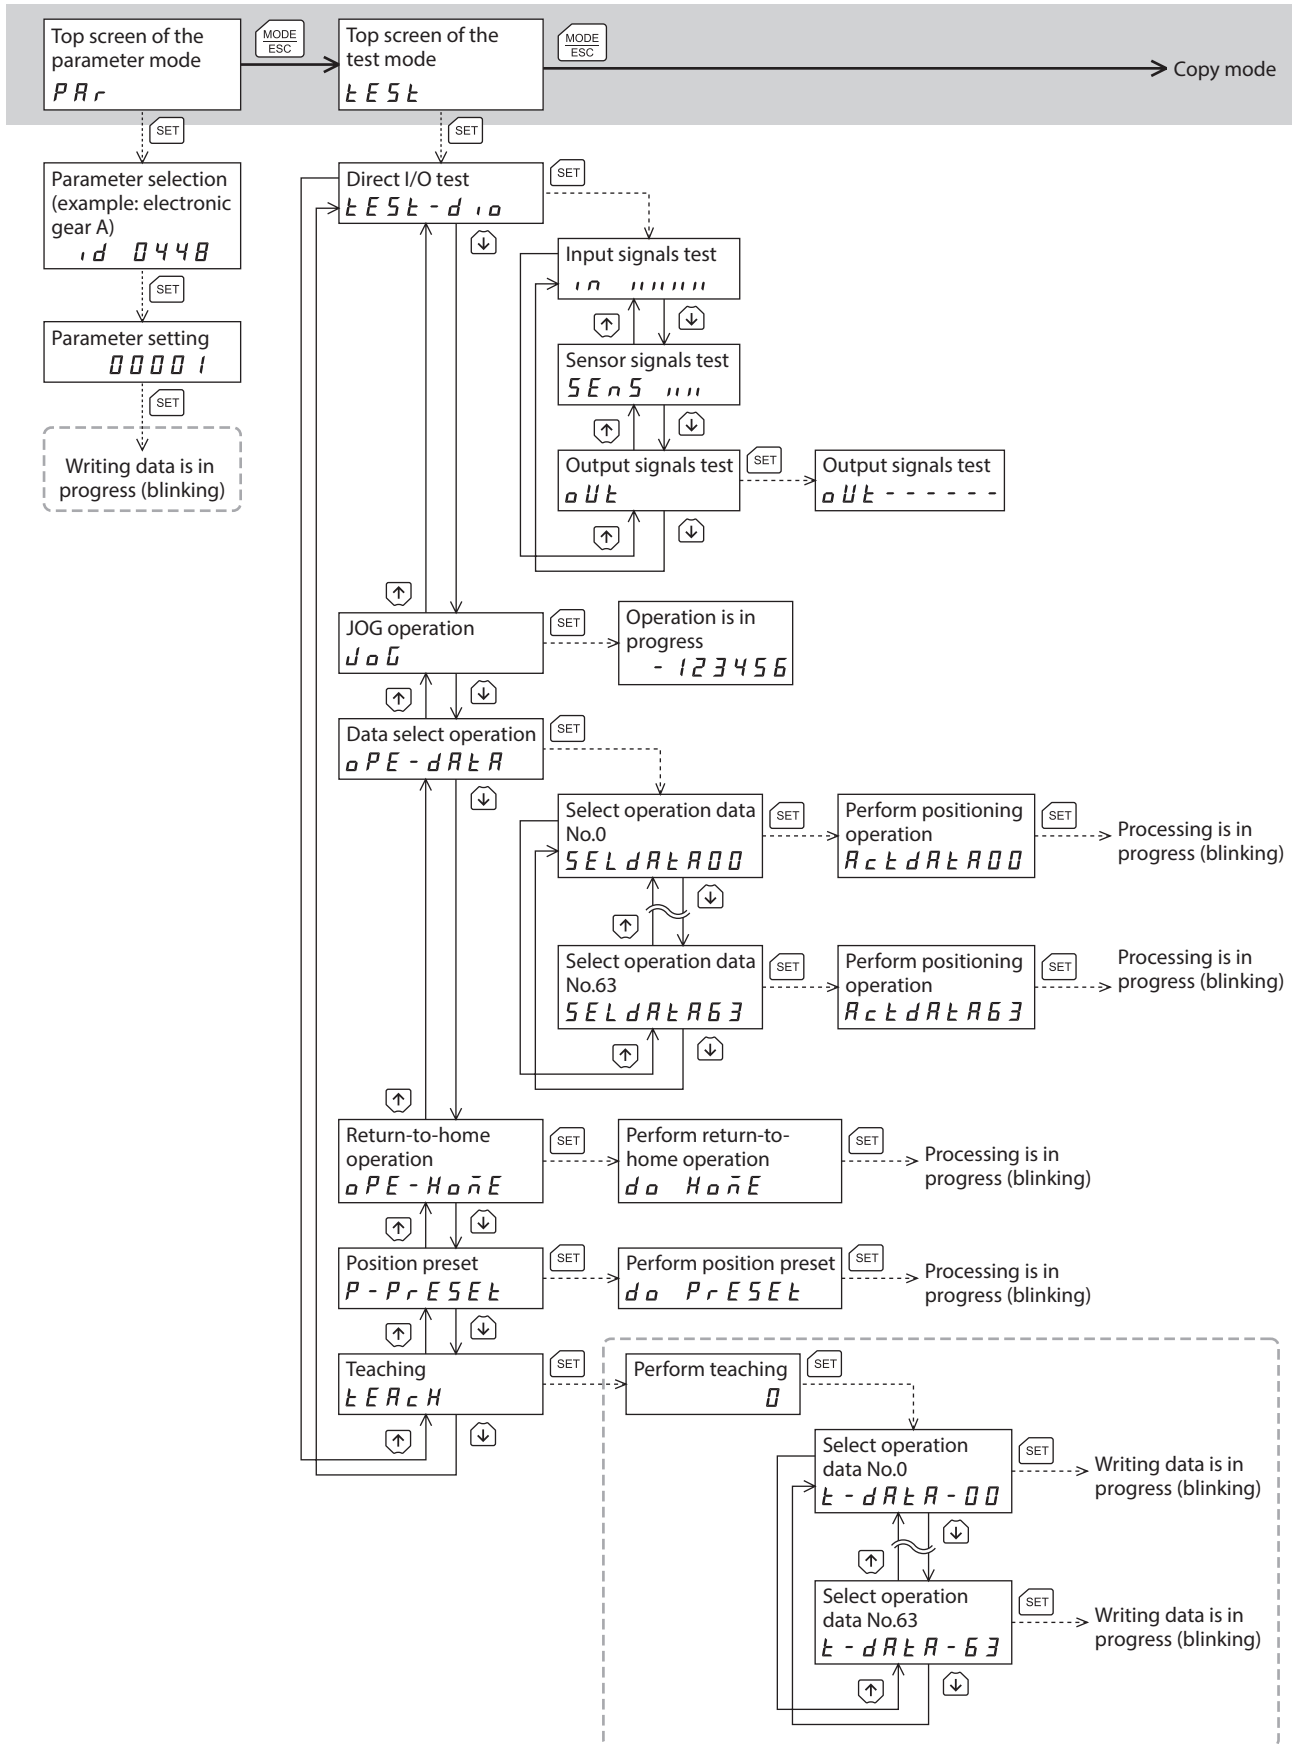 Top screen of the
parameter mode
PAr
MODE
ESC
Top screen of the
test mode
tESt
MODE
ESC
Copy mode
SET
SET
Parameter selection
(example: electronic
gear A)
id 0448
SET
Parameter setting
00001
SET
Writing data is in
progress (blinking)
Direct I/O test
tESt-dio
SET
Input signals test
in
Sensor signals test
SEnS
Output signals test
oUt
SET
Output signals test
oUt------
JOG operation
JoG
SET
Operation is in
progress
-123456
Data select operation
oPE-dAtA
SET
Select operation data
No.0
SELdAtA00
SET
Perform positioning
operation
ActdAtA00
SET
Processing is in
progress (blinking)
Select operation data
No.63
SELdAtA63
SET
Perform positioning
operation
ActdAtA63
SET
Processing is in
progress (blinking)
Return-to-home
operation
oPE-HomE
SET
Perform return-to-
home operation
do HomE
SET
Processing is in
progress (blinking)
Position preset
P-PrESEt
SET
Perform position preset
do PrESEt
SET
Processing is in
progress (blinking)
Teaching
tEAcH
SET
Perform teaching
0
SET
Select operation
data No.0
t-dAtA-00
SET
Writing data is in
progress (blinking)
Select operation
data No.63
t-dAtA-63
SET
Writing data is in
progress (blinking)